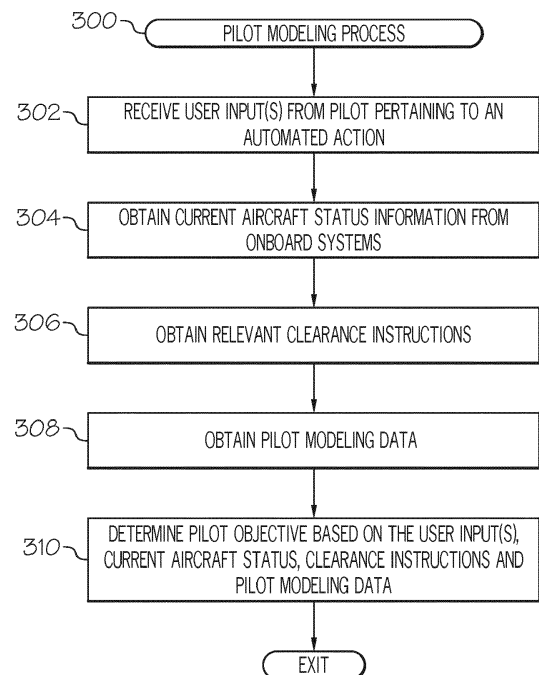 300
PILOT MODELING PROCESS
302
RECEIVE USER INPUT(S) FROM PILOT PERTAINING TO AN
AUTOMATED ACTION
304
OBTAIN CURRENT AIRCRAFT STATUS INFORMATION FROM
ONBOARD SYSTEMS
306
OBTAIN RELEVANT CLEARANCE INSTRUCTIONS
308
OBTAIN PILOT MODELING DATA
310
DETERMINE PILOT OBJECTIVE BASED ON THE USER INPUT(S),
CURRENT AIRCRAFT STATUS, CLEARANCE INSTRUCTIONS AND
PILOT MODELING DATA
EXIT